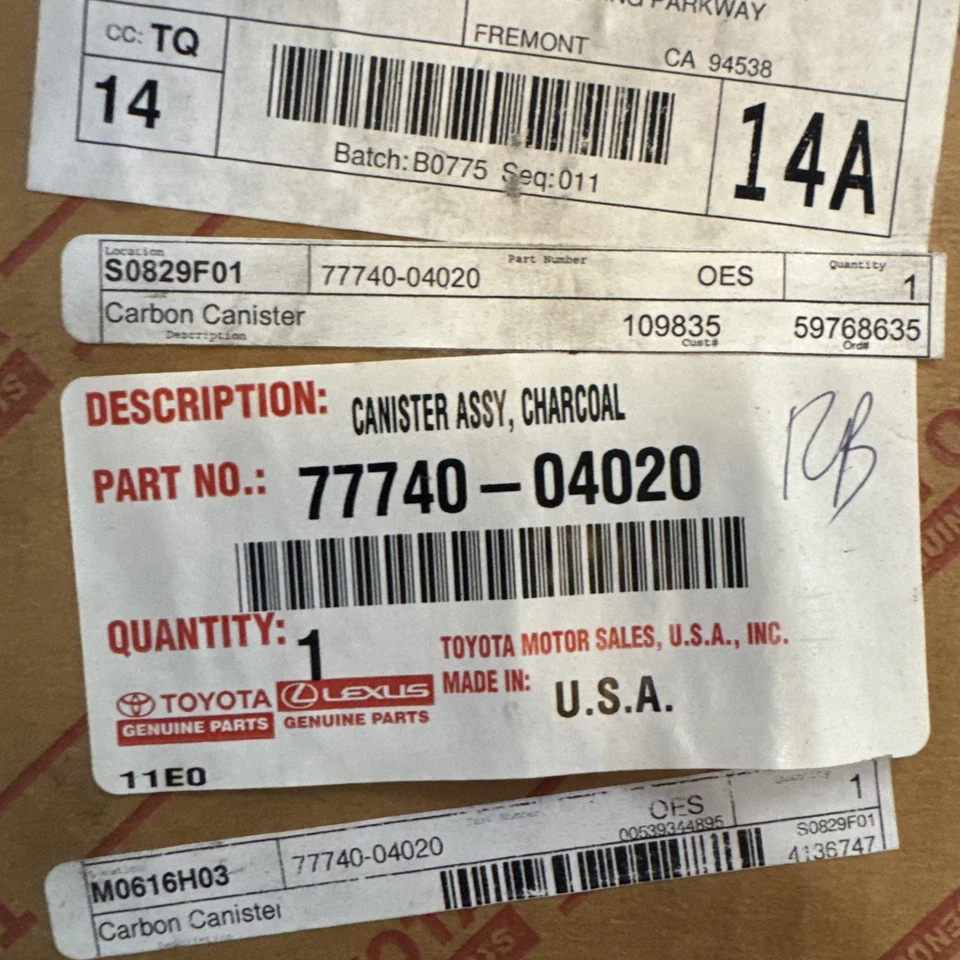 PARKWAY
CC: TQ
FREMONT CA 94538
14
Batch: B0775 Seq: 011
14A
Location Part Number Quantity
S0829F01 77740-04020 OES 1
Carbon Canister 109835 59768635
Description Cust# Ord#
DESCRIPTION: CANISTER ASSY, CHARCOAL
PART NO.: 77740-04020
RB
QUANTITY: 1
TOYOTA MOTOR SALES, U.S.A., INC.
MADE IN: U.S.A.
TOYOTA LEXUS
GENUINE PARTS GENUINE PARTS
11E0
Quantity
M0616H03 77740-04020 OES 1
00539344895 S0829F01
Carbon Canister 4136747